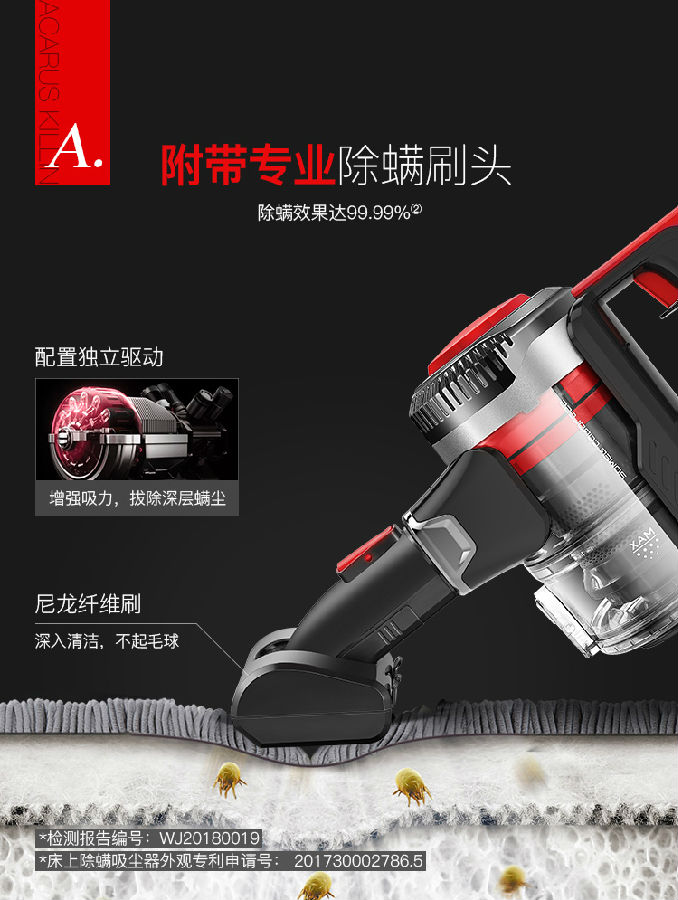 ACARUS KILLIN
A.
附带专业除螨刷头
除螨效果达99.99%②
配置独立驱动
增强吸力，拔除深层螨尘
MAX
尼龙纤维刷
深入清洁，不起毛球
*检测报告编号：WJ20180019
*床上除螨吸尘器外观专利申请号： 201730002786.5